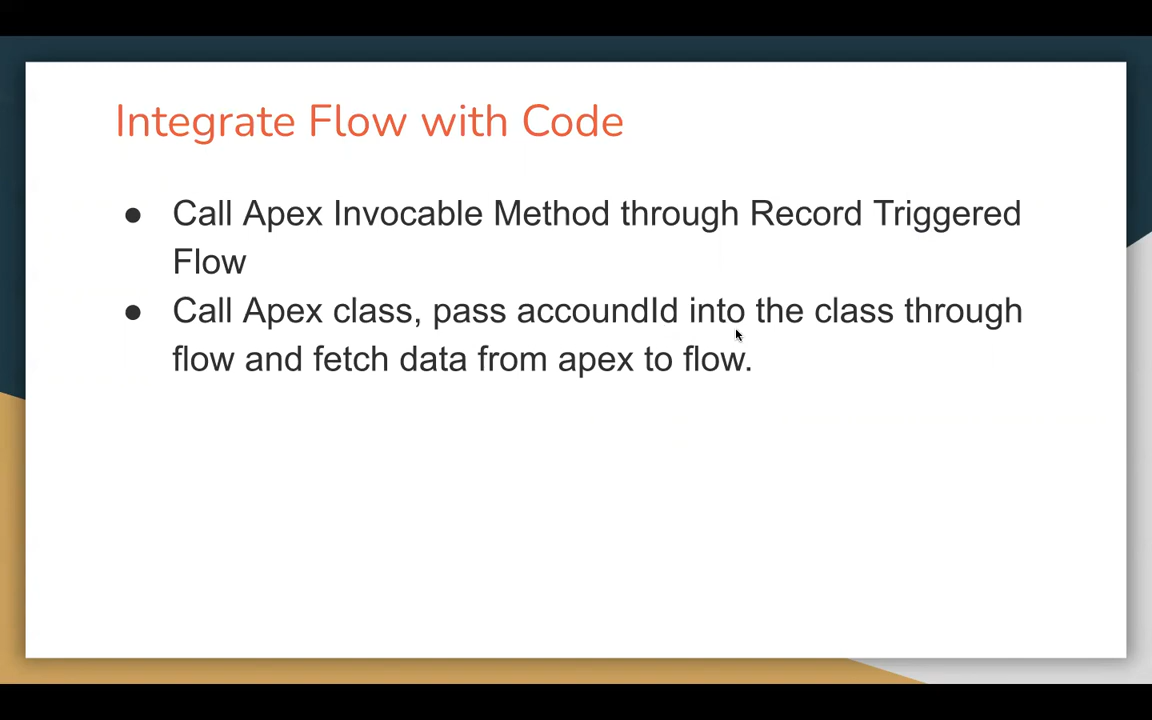 Integrate Flow with Code
● Call Apex Invocable Method through Record Triggered
Flow
● Call Apex class, pass accoundId into the class through
flow and fetch data from apex to flow.